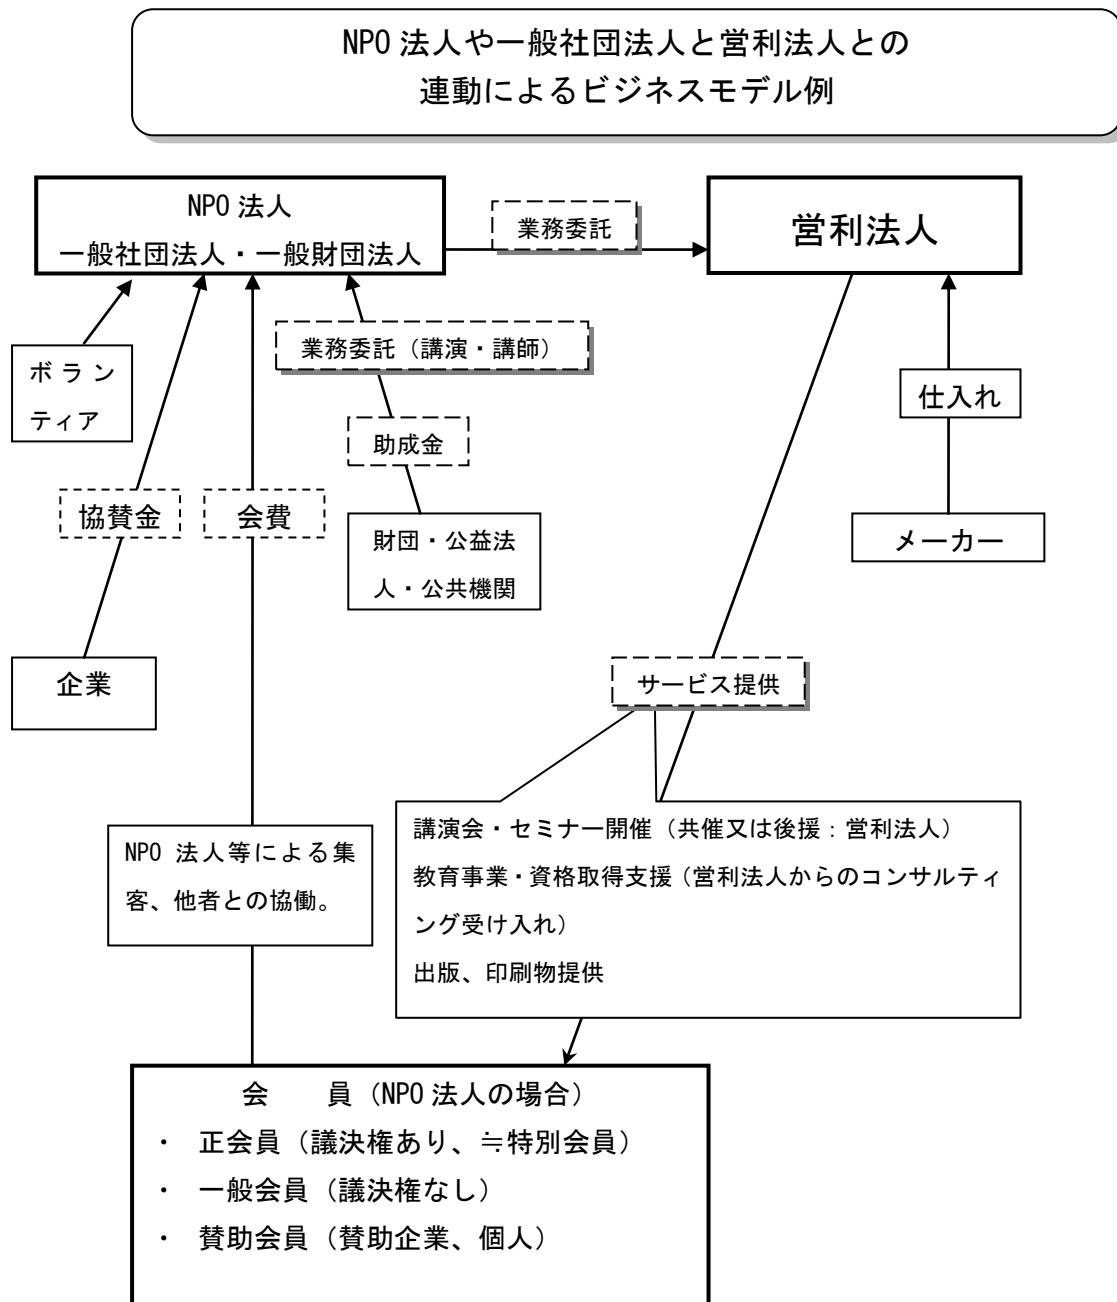 NPO 法人や一般社団法人と営利法人との
連動によるビジネスモデル例
NPO 法人
一般社団法人・一般財団法人
業務委託
営利法人
ボラン
ティア
業務委託（講演・講師）
助成金
仕入れ
協賛金
会費
財団・公益法
人・公共機関
メーカー
企業
サービス提供
NPO 法人等による集
客、他者との協働。
講演会・セミナー開催（共催又は後援：営利法人）
教育事業・資格取得支援（営利法人からのコンサルティ
ング受け入れ）
出版、印刷物提供
会　　員（NPO 法人の場合）
・　正会員（議決権あり、≒特別会員）
・　一般会員（議決権なし）
・　賛助会員（賛助企業、個人）